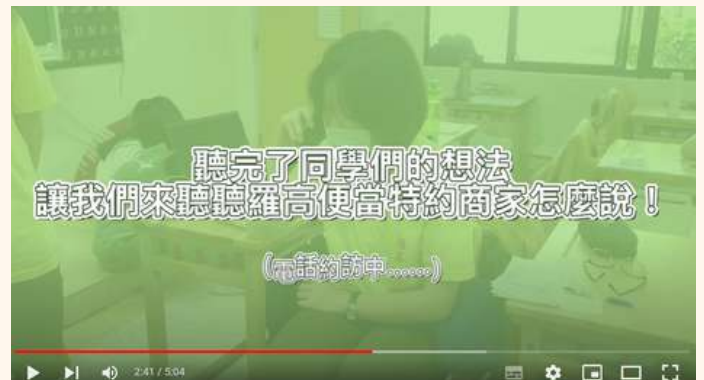 聽完了同學們的想法
讓我們來聽聽羅高便當特約商家怎麼說！
（電話約訪中......）
2:41 / 5:04